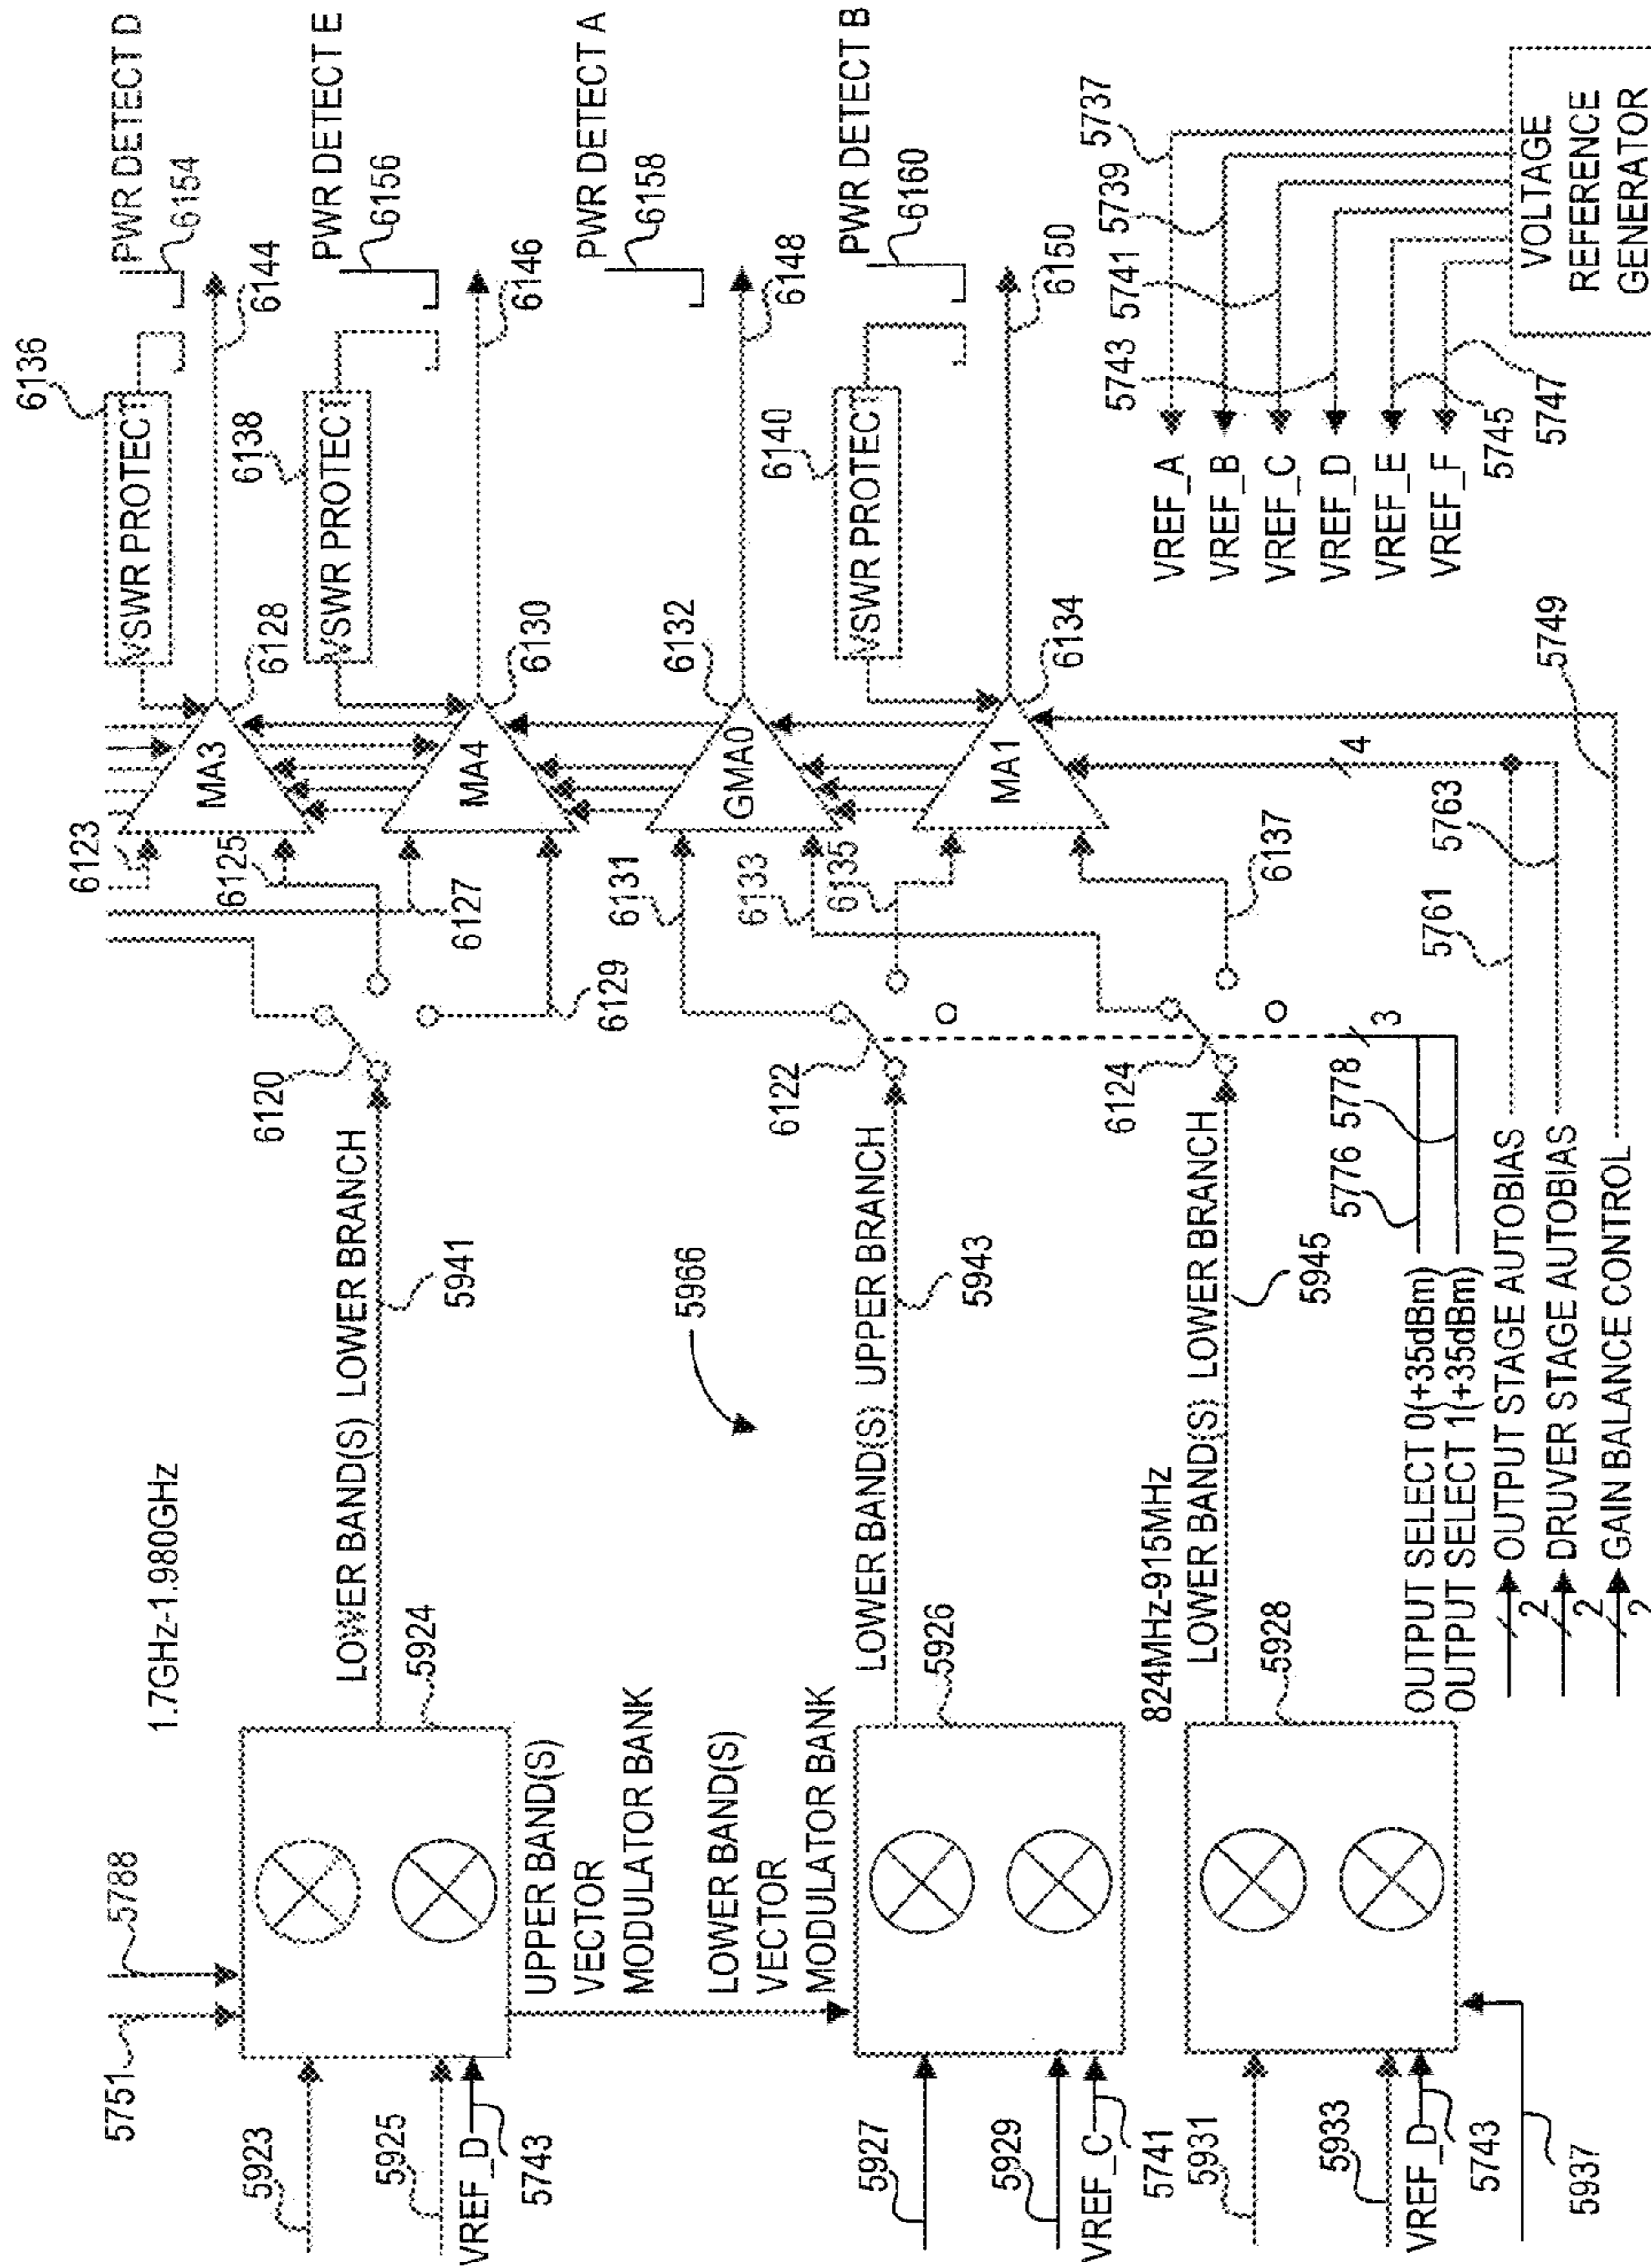 5751
5788
1.7GHz-1.980GHz
5923
5925
VREF_D
5743
5924
LOWER BAND(S) LOWER BRANCH
5941
UPPER BAND(S)
VECTOR
MODULATOR BANK
LOWER BAND(S)
VECTOR
MODULATOR BANK
5966
5927
5929
VREF_C
5741
5926
LOWER BAND(S) UPPER BRANCH
5943
824MHz-915MHz
5931
5933
VREF_D
5743
5937
5928
LOWER BAND(S) LOWER BRANCH
5945
6120
6122
6124
6123
6125
6127
6129
6131
6133
6135
6137
MA3
6128
MA4
6130
GMA0
6132
MA1
6134
6136
VSWR PROTECT
6138
VSWR PROTECT
6140
VSWR PROTECT
PWR DETECT D
6154
6144
PWR DETECT E
6156
6146
PWR DETECT A
6158
6148
PWR DETECT B
6160
6150
3
4
5776
5778
OUTPUT SELECT 0(+35dBm)
OUTPUT SELECT 1(+35dBm)
2
OUTPUT STAGE AUTOBIAS
5761
2
DRUVER STAGE AUTOBIAS
5763
2
GAIN BALANCE CONTROL
5749
VREF_A
VREF_B
VREF_C
VREF_D
VREF_E
VREF_F
5737
5739
5741
5743
5745
5747
VOLTAGE
REFERENCE
GENERATOR